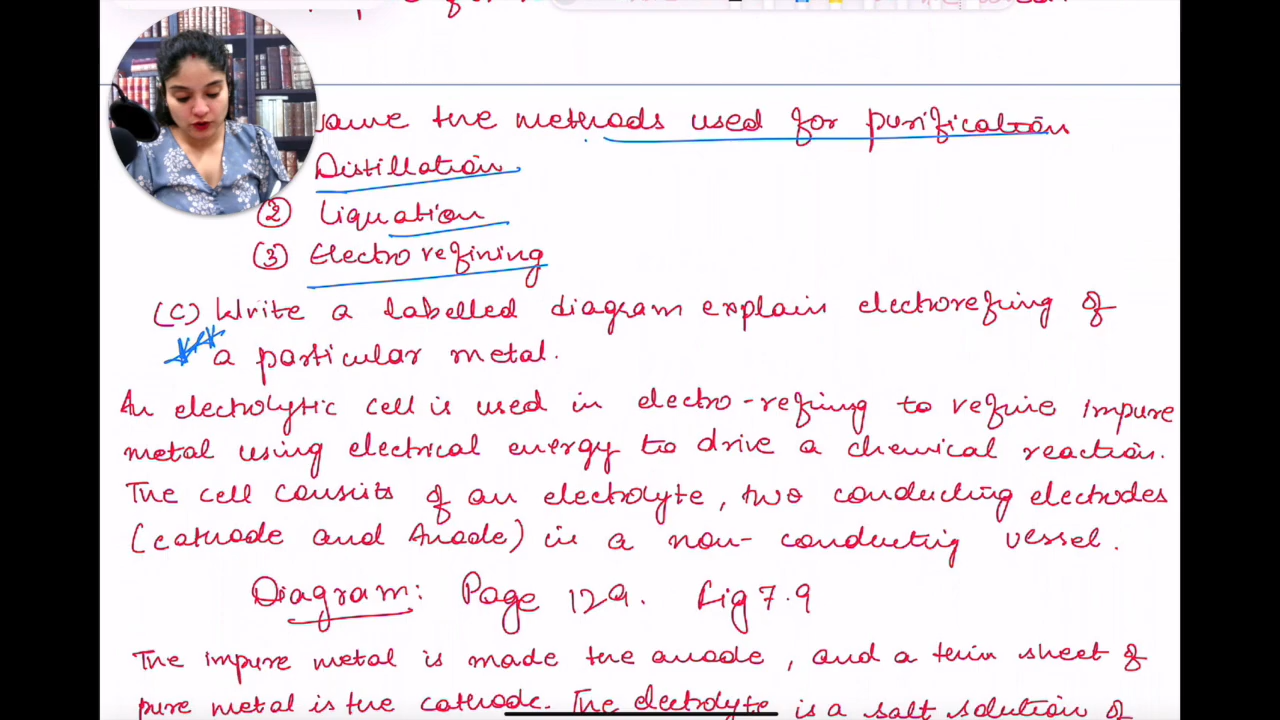 the methods used for purification
Distillation
(2) Liquation
(3) Electro refining
(C) Write a labelled diagram explain electrorefing of
a particular metal.
An electrolytic cell is used in electro-refing to refine impure
metal using electrical energy to drive a chemical reaction.
The cell consists of an electrolyte, two conducting electrodes
(cathode and Anode) in a non-conducting vessel.
Diagram: Page 129. Fig 7.9
The impure metal is made the anode, and a thin sheet of
pure metal is the cathode. The electrolyte is a salt solution of